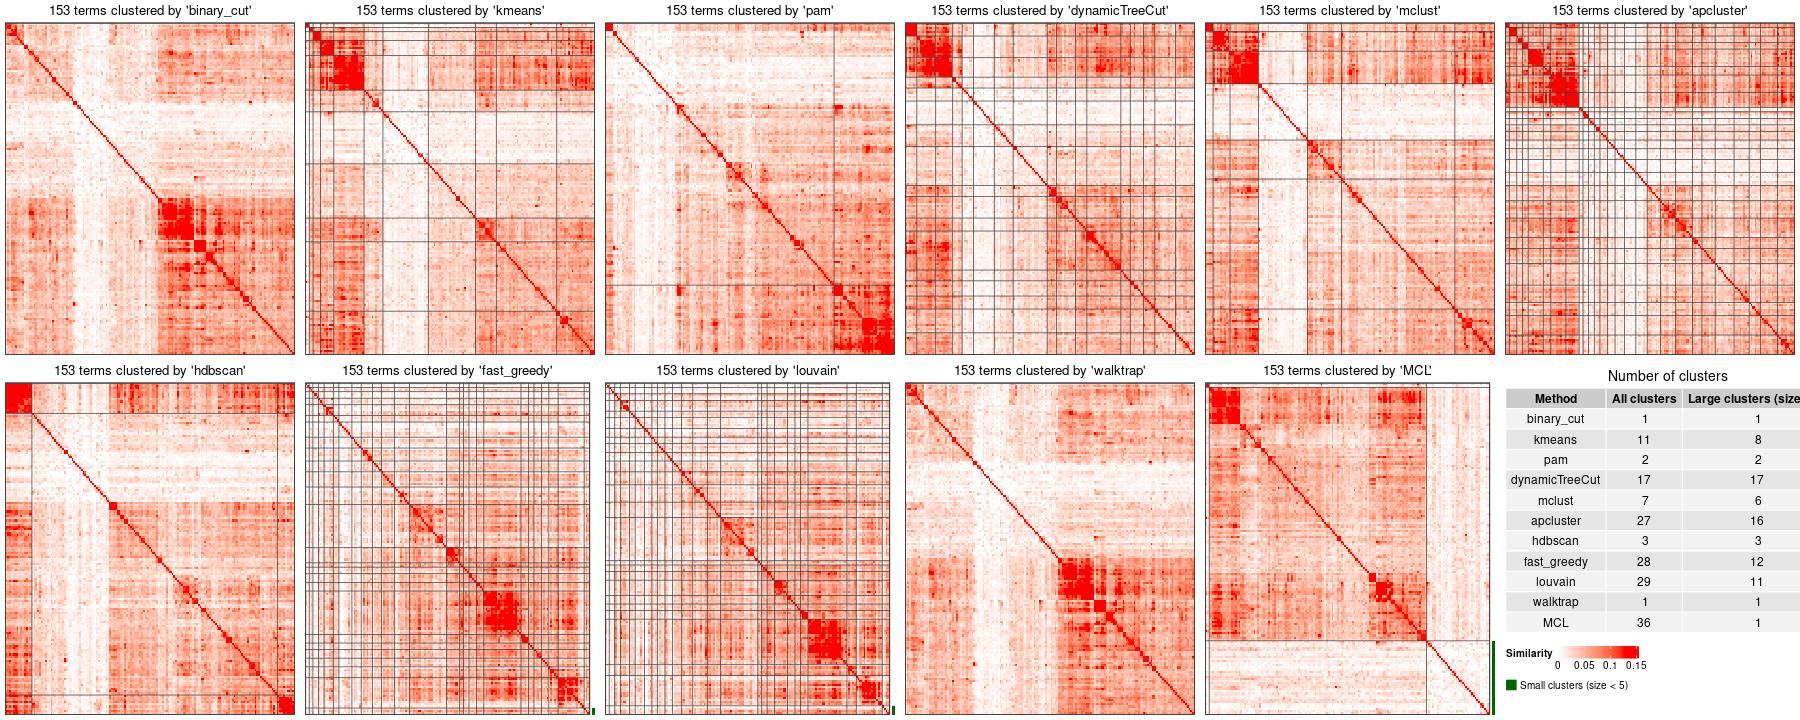 153 terms clustered by 'binary_cut'
153 terms clustered by 'kmeans'
153 terms clustered by 'pam'
153 terms clustered by 'dynamicTreeCut'
153 terms clustered by 'mclust'
153 terms clustered by 'apcluster'
153 terms clustered by 'hdbscan'
153 terms clustered by 'fast_greedy'
153 terms clustered by 'louvain'
153 terms clustered by 'walktrap'
153 terms clustered by 'MCL'
Number of clusters
Method All clusters Large clusters (size
binary_cut 1 1
kmeans 11 8
pam 2 2
dynamicTreeCut 17 17
mclust 7 6
apcluster 27 16
hdbscan 3 3
fast_greedy 28 12
louvain 29 11
walktrap 1 1
MCL 36 1
Similarity
0 0.05 0.1 0.15
Small clusters (size < 5)